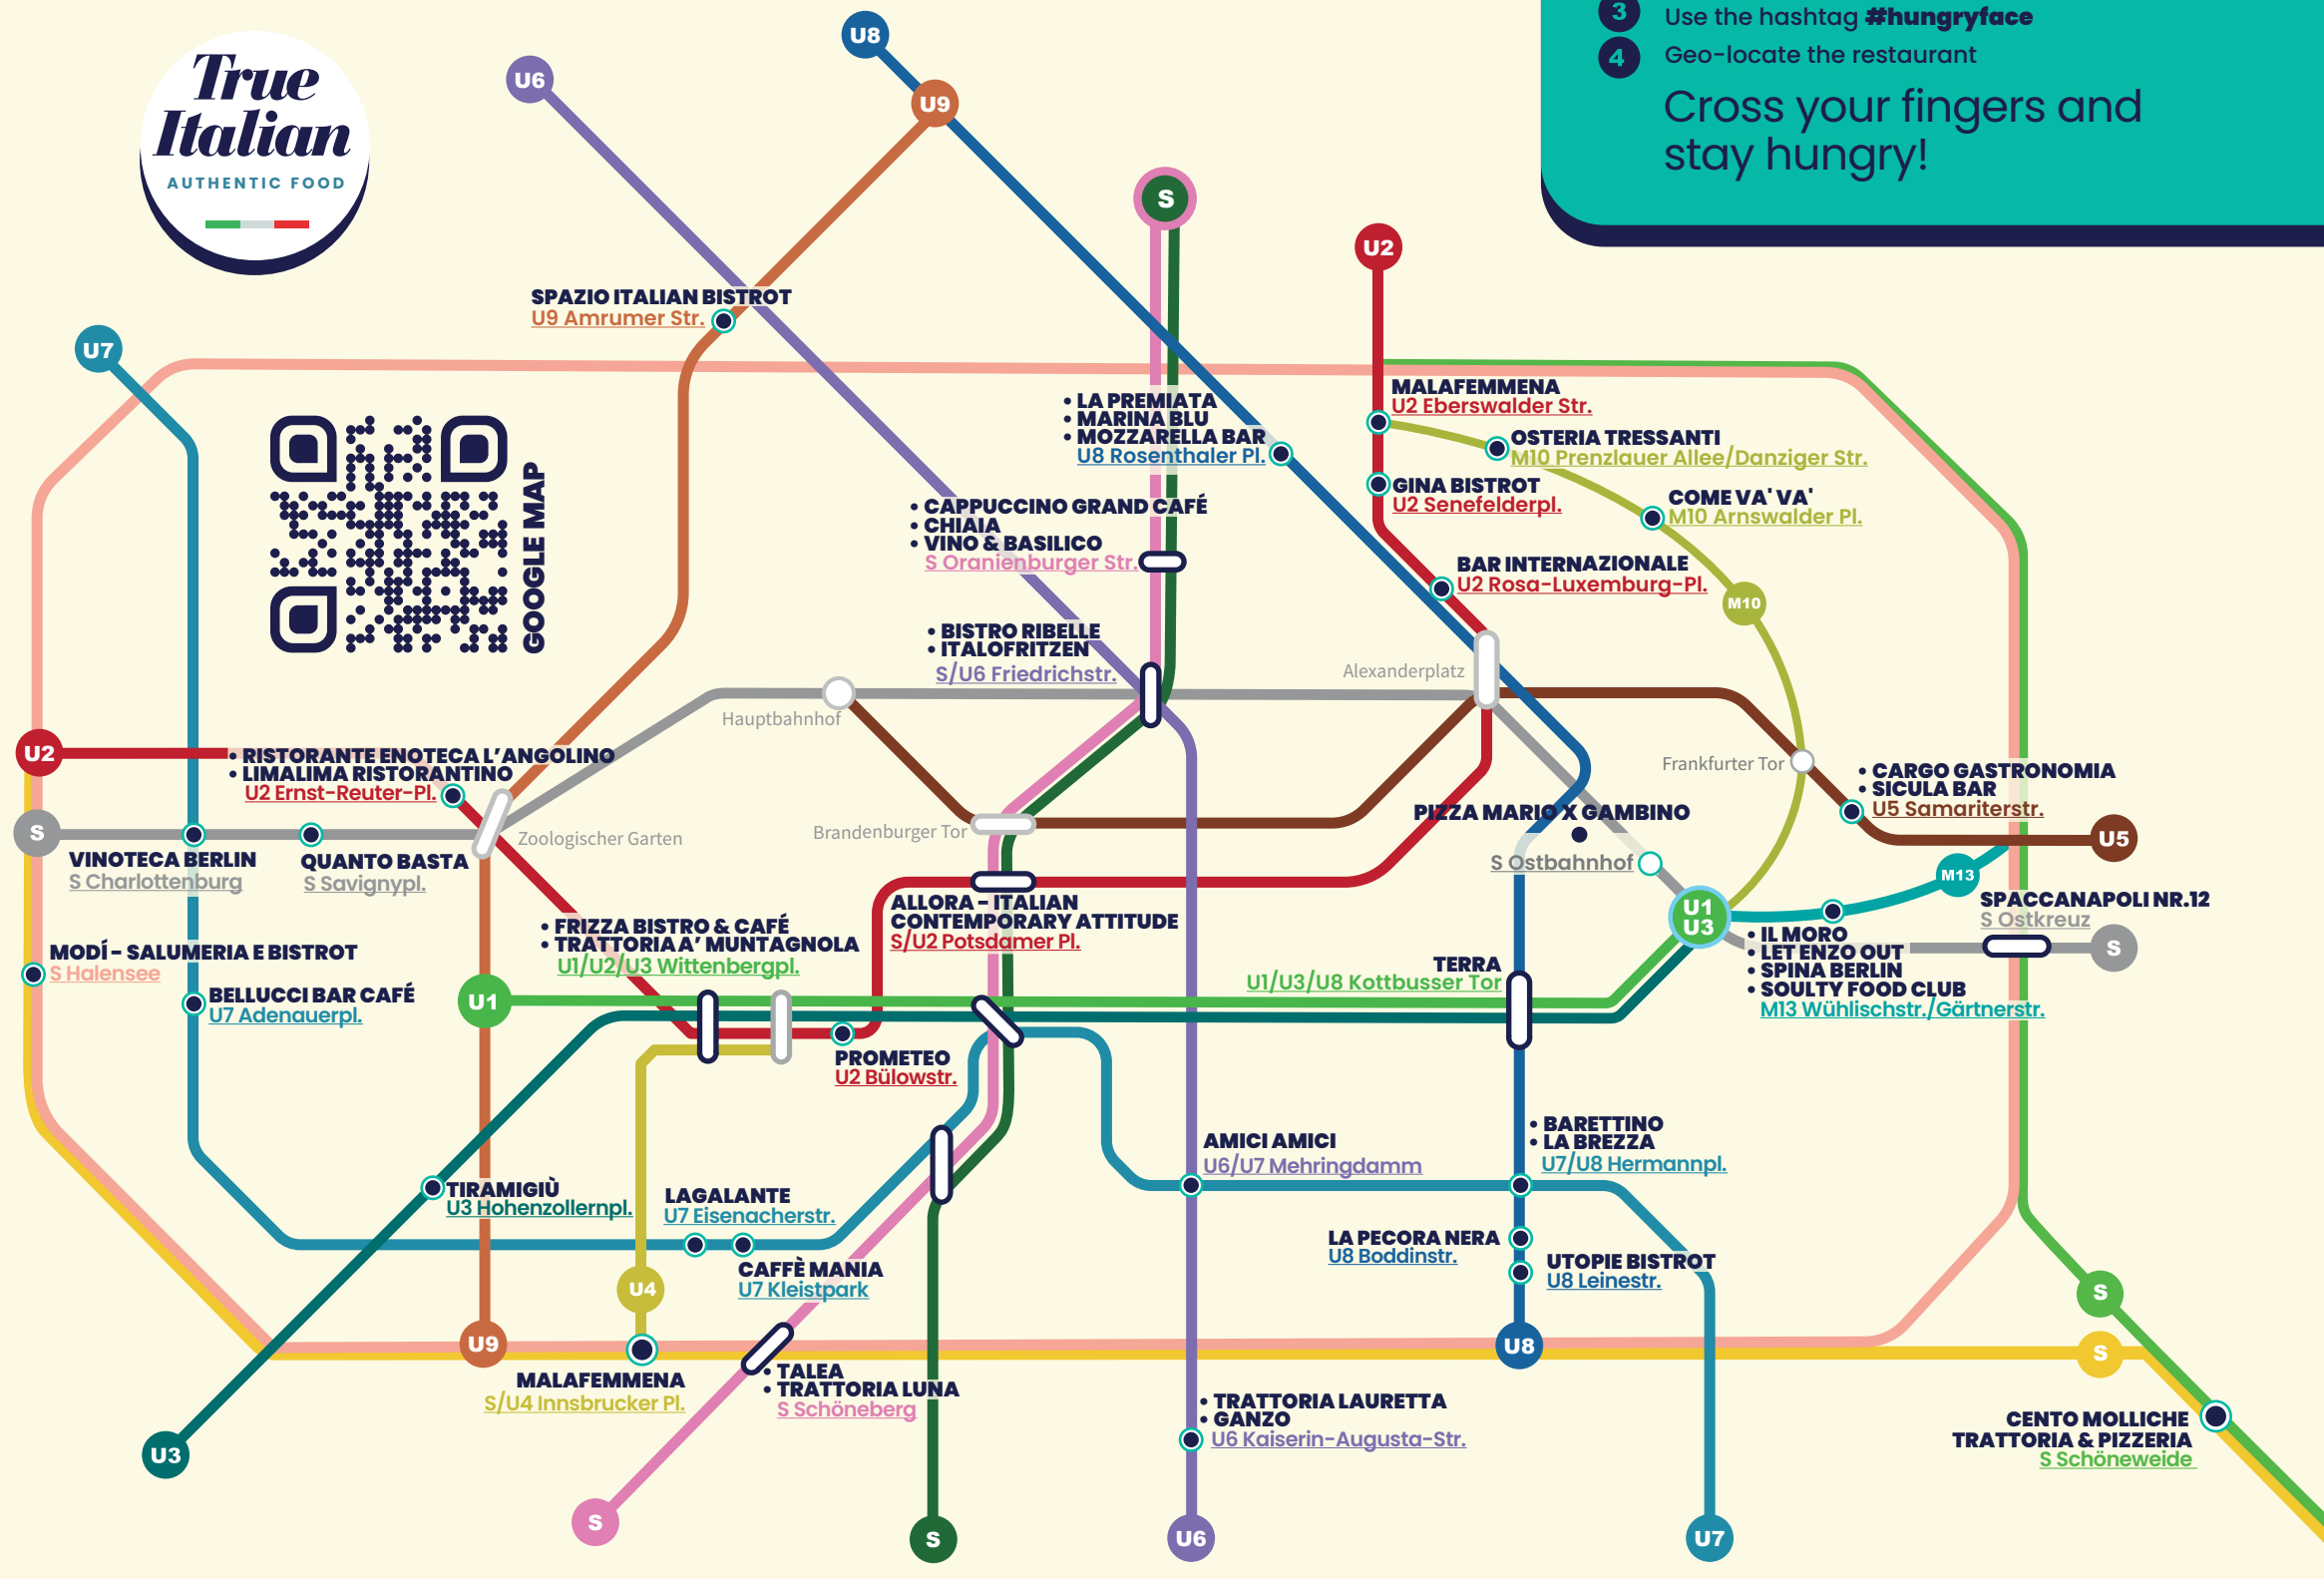 True
Italian
AUTHENTIC FOOD
3
Use the hashtag #hungryface
4
Geo-locate the restaurant
Cross your fingers and
stay hungry!
U8
U6
U9
S
U2
SPAZIO ITALIAN BISTROT
U9 Amrumer Str.
U7
GOOGLE MAP
• LA PREMIATA
• MARINA BLU
• MOZZARELLA BAR
U8 Rosenthaler Pl.
MALAFEMMENA
U2 Eberswalder Str.
OSTERIA TRESSANTI
M10 Prenzlauer Allee/Danziger Str.
GINA BISTROT
U2 Senefelderpl.
COME VA' VA'
M10 Arnswalder Pl.
• CAPPUCCINO GRAND CAFÉ
• CHIAIA
• VINO & BASILICO
S Oranienburger Str.
BAR INTERNAZIONALE
U2 Rosa-Luxemburg-Pl.
M10
• BISTRO RIBELLE
• ITALOFRITZEN
S/U6 Friedrichstr.
Alexanderplatz
Hauptbahnhof
U2
• RISTORANTE ENOTECA L'ANGOLINO
• LIMALIMA RISTORANTINO
U2 Ernst-Reuter-Pl.
Frankfurter Tor
• CARGO GASTRONOMIA
• SICULA BAR
U5 Samariterstr.
U5
S
Zoologischer Garten
Brandenburger Tor
PIZZA MARIO X GAMBINO
S Ostbahnhof
VINOTECA BERLIN
S Charlottenburg
QUANTO BASTA
S Savignypl.
M13
U1
U3
SPACCANAPOLI NR.12
S Ostkreuz
S
ALLORA - ITALIAN
CONTEMPORARY ATTITUDE
S/U2 Potsdamer Pl.
• FRIZZA BISTRO & CAFÉ
• TRATTORIA A' MUNTAGNOLA
U1/U2/U3 Wittenbergpl.
• IL MORO
• LET ENZO OUT
• SPINA BERLIN
• SOULTY FOOD CLUB
M13 Wühlischstr./Gärtnerstr.
MODÍ - SALUMERIA E BISTROT
S Halensee
TERRA
U1/U3/U8 Kottbusser Tor
BELLUCCI BAR CAFÉ
U7 Adenauerpl.
U1
PROMETEO
U2 Bülowstr.
• BARETTINO
• LA BREZZA
U7/U8 Hermannpl.
AMICI AMICI
U6/U7 Mehringdamm
TIRAMIGIÙ
U3 Hohenzollernpl.
LAGALANTE
U7 Eisenacherstr.
CAFFÈ MANIA
U7 Kleistpark
LA PECORA NERA
U8 Boddinstr.
UTOPIE BISTROT
U8 Leinestr.
U4
S
U9
U8
S
MALAFEMMENA
S/U4 Innsbrucker Pl.
• TALEA
• TRATTORIA LUNA
S Schöneberg
• TRATTORIA LAURETTA
• GANZO
U6 Kaiserin-Augusta-Str.
CENTO MOLLICHE
TRATTORIA & PIZZERIA
S Schöneweide
U3
S
S
U6
U7